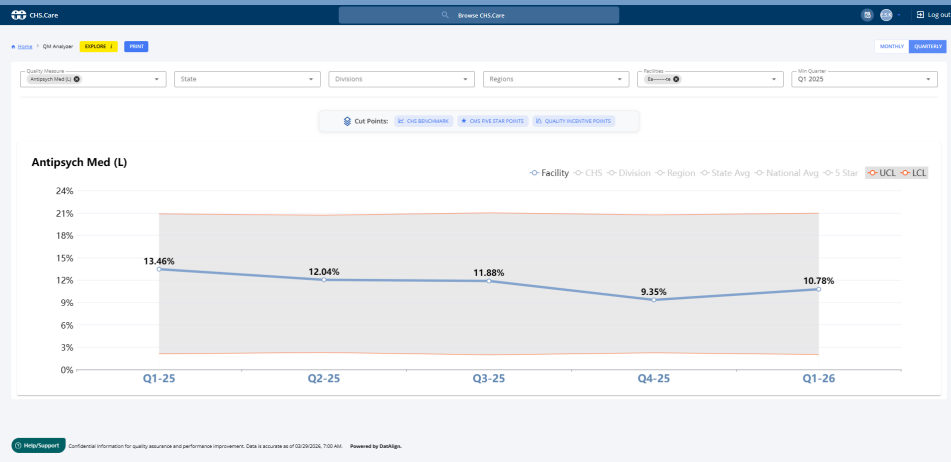 CHS.Care
Browse CHS.Care
Log out
Home > QM Analyzer EXPLORE PRINT
MONTHLY QUARTERLY
Quality Measure
Antipsych Med (L)
State
Divisions
Regions
Facilities
Min Quarter
Q1 2025
Cut Points: CHS BENCHMARK CMS FIVE STAR POINTS QUALITY INCENTIVE POINTS
Antipsych Med (L)
Facility CHS Division Region State Avg National Avg 5 Star UCL LCL
24%
21%
18%
15%
12%
9%
6%
3%
0%
13.46%
12.04%
11.88%
9.35%
10.78%
Q1-25 Q2-25 Q3-25 Q4-25 Q1-26
Help/Support
Confidential information for quality assurance and performance improvement. Data is accurate as of 03/29/2026, 7:00 AM. Powered by DatAlign.